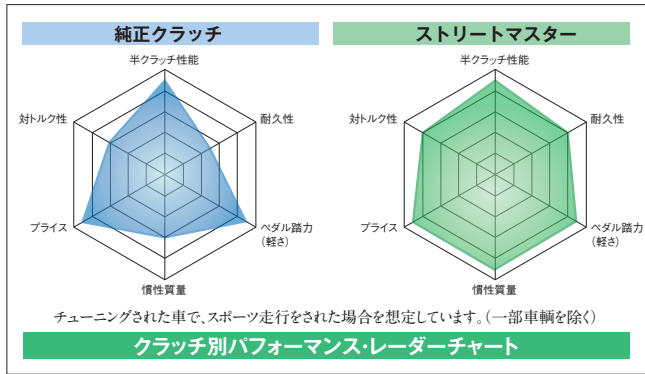 純正クラッチ
半クラッチ性能
対トルク性
耐久性
プライス
ペダル踏力
(軽さ)
慣性質量
ストリートマスター
半クラッチ性能
対トルク性
耐久性
プライス
ペダル踏力
(軽さ)
慣性質量
チューニングされた車で、スポーツ走行をされた場合を想定しています。(一部車輌を除く)
クラッチ別パフォーマンス・レーダーチャート